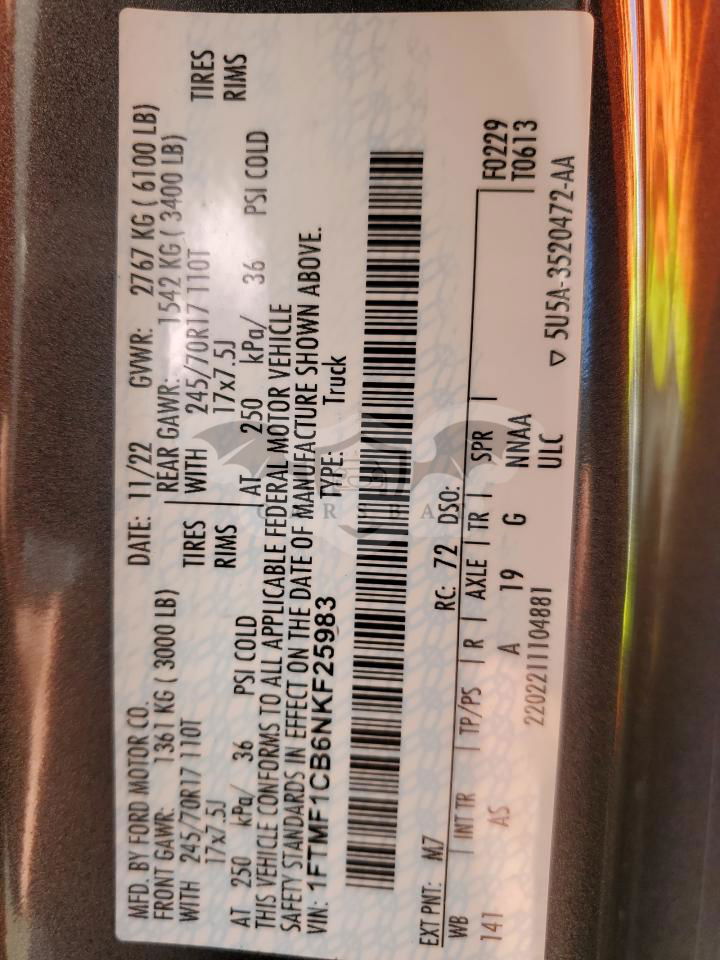 MFD. BY FORD MOTOR CO. DATE: 11/22 GVWR: 2767 KG ( 6100 LB)
FRONT GAWR: 1361 KG ( 3000 LB) REAR GAWR: 1542 KG ( 3400 LB)
WITH 245/70R17 110T TIRES WITH 245/70R17 110T TIRES
17x7.5J RIMS 17x7.5J RIMS
AT 250 kPa/ 36 PSI COLD AT 250 kPa/ 36 PSI COLD
THIS VEHICLE CONFORMS TO ALL APPLICABLE FEDERAL MOTOR VEHICLE
SAFETY STANDARDS IN EFFECT ON THE DATE OF MANUFACTURE SHOWN ABOVE.
VIN: 1FTMF1CB6NKF25983 TYPE: Truck
EXT PNT: M7 RC: 72 DSO: F0229
WB INT TR TP/PS R AXLE TR SPR T0613
141 AS A 19 G NNAA
ULC
2202211104881 ▽ 5U5A-3520472-AA